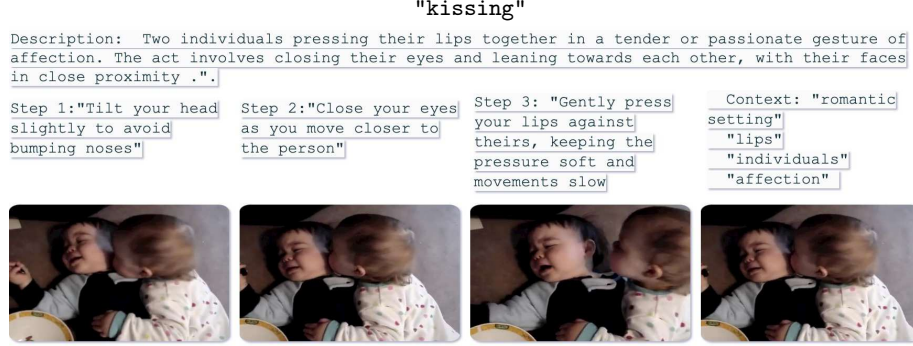 "kissing"
Description: Two individuals pressing their lips together in a tender or passionate gesture of
affection. The act involves closing their eyes and leaning towards each other, with their faces
in close proximity .".
Step 1:"Tilt your head
slightly to avoid
bumping noses"
Step 2:"Close your eyes
as you move closer to
the person"
Step 3: "Gently press
your lips against
theirs, keeping the
pressure soft and
movements slow
Context: "romantic
setting"
"lips"
"individuals"
"affection"